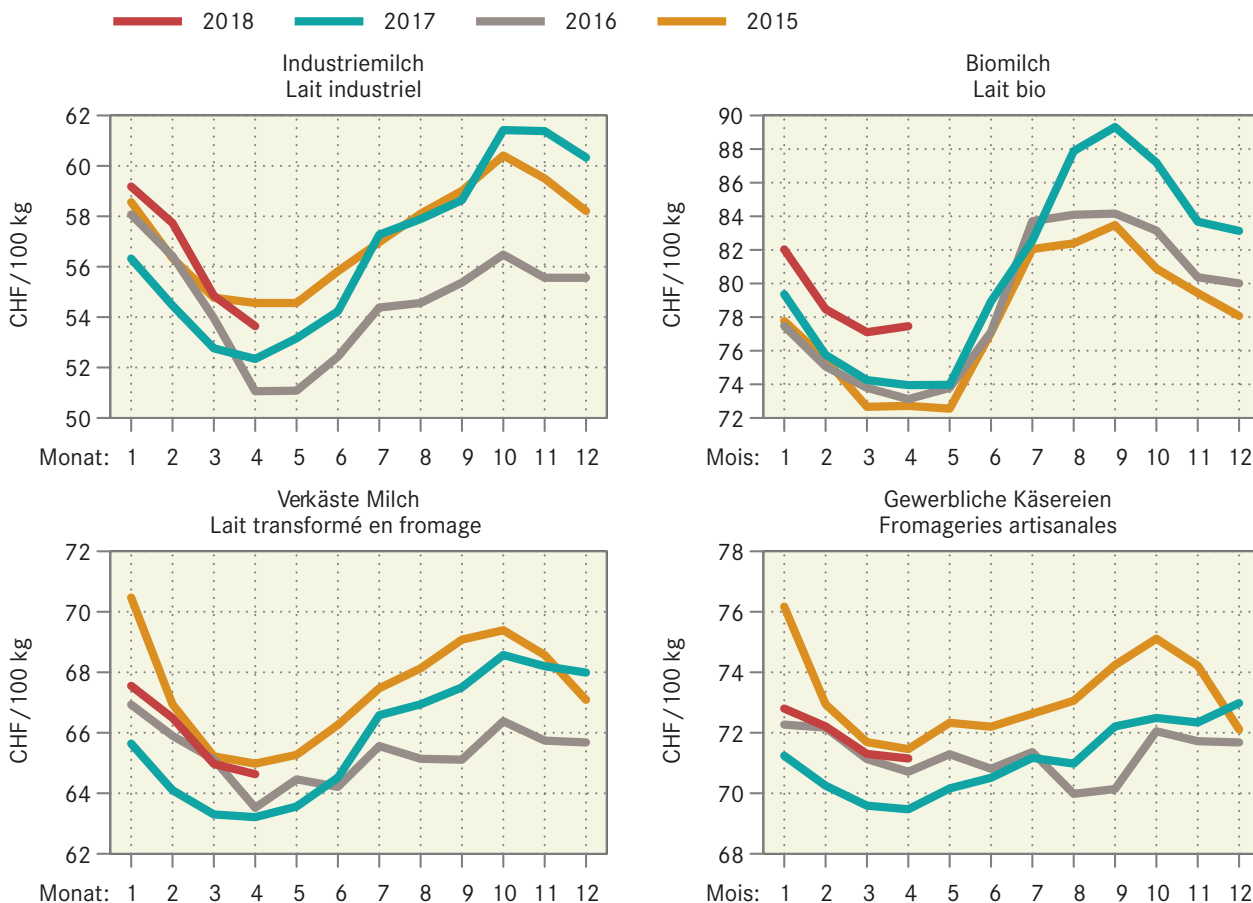 2018 2017 2016 2015
Industriemilch
Lait industriel
CHF / 100 kg
62
60
58
56
54
52
50
Monat: 1 2 3 4 5 6 7 8 9 10 11 12
Biomilch
Lait bio
CHF / 100 kg
90
88
86
84
82
80
78
76
74
72
Mois: 1 2 3 4 5 6 7 8 9 10 11 12
Verkäste Milch
Lait transformé en fromage
CHF / 100 kg
72
70
68
66
64
62
Monat: 1 2 3 4 5 6 7 8 9 10 11 12
Gewerbliche Käsereien
Fromageries artisanales
CHF / 100 kg
78
76
74
72
70
68
Mois: 1 2 3 4 5 6 7 8 9 10 11 12